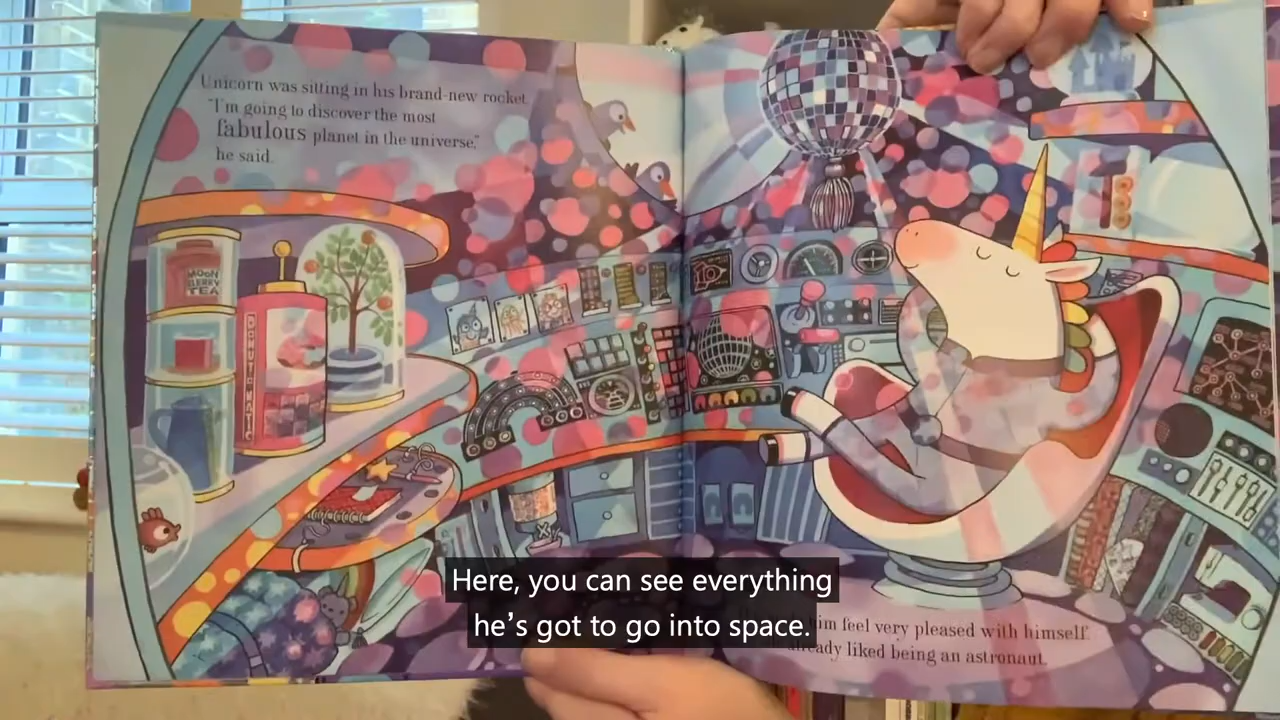 Unicorn was sitting in his brand-new rocket.
"I'm going to discover the most
fabulous planet in the universe,"
he said.
MOON
BERRY
TEA
DONUT-O-MATIC
Here, you can see everything
he's got to go into space.
him feel very pleased with himself.
already liked being an astronaut.